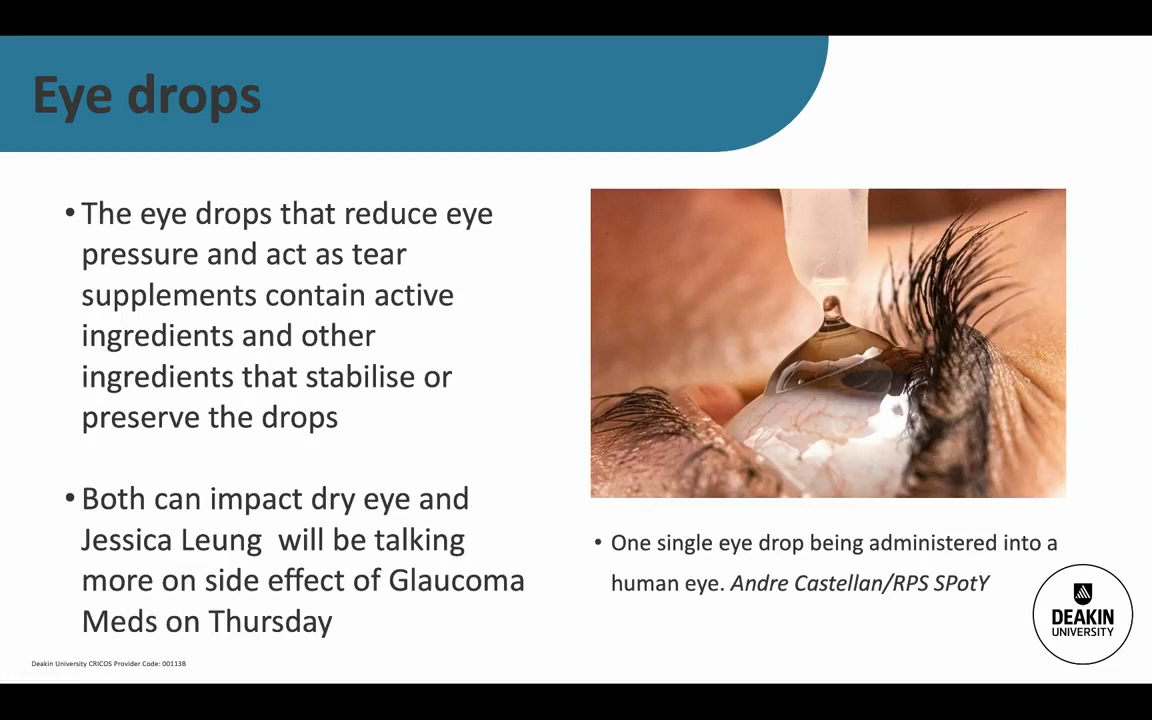 Eye drops
• The eye drops that reduce eye
pressure and act as tear
supplements contain active
ingredients and other
ingredients that stabilise or
preserve the drops
• Both can impact dry eye and
Jessica Leung  will be talking
more on side effect of Glaucoma
Meds on Thursday
• One single eye drop being administered into a
human eye. Andre Castellan/RPS SPotY
DEAKIN
UNIVERSITY
Deakin University CRICOS Provider Code: 00113B